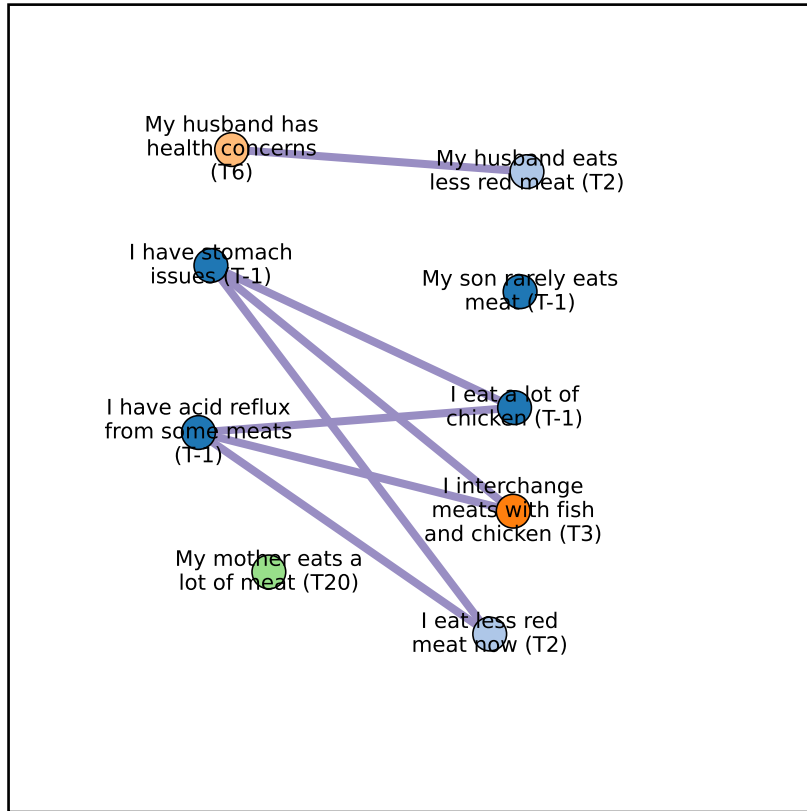 My husband has
health concerns
(T6)
My husband eats
less red meat (T2)
I have stomach
issues (T-1)
My son rarely eats
meat (T-1)
I have acid reflux
from some meats
(T-1)
I eat a lot of
chicken (T-1)
I interchange
meats with fish
and chicken (T3)
My mother eats a
lot of meat (T20)
I eat less red
meat now (T2)